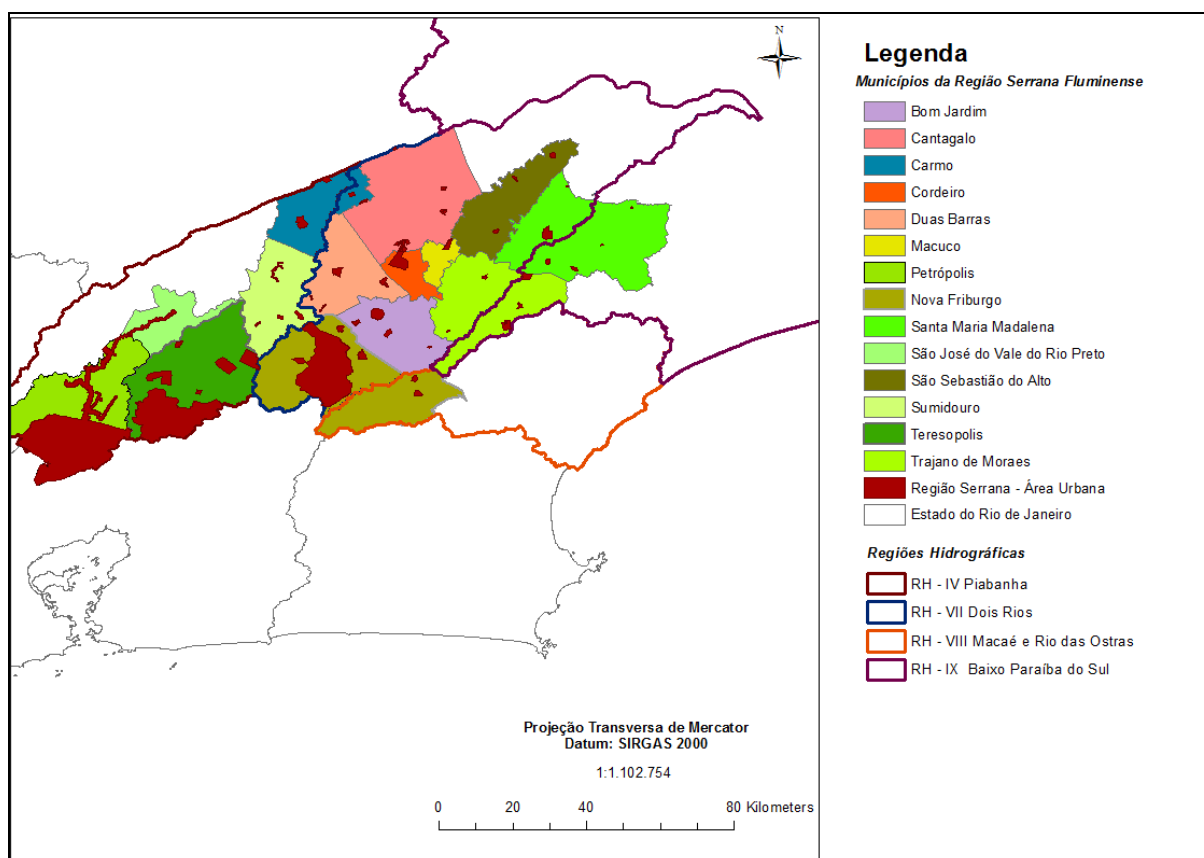 N
Legenda
Municípios da Região Serrana Fluminense
Bom Jardim
Cantagalo
Carmo
Cordeiro
Duas Barras
Macuco
Petrópolis
Nova Friburgo
Santa Maria Madalena
São José do Vale do Rio Preto
São Sebastião do Alto
Sumidouro
Teresopolis
Trajano de Moraes
Região Serrana - Área Urbana
Estado do Rio de Janeiro
Regiões Hidrográficas
RH - IV Piabanha
RH - VII Dois Rios
RH - VIII Macaé e Rio das Ostras
RH - IX Baixo Paraíba do Sul
Projeção Transversa de Mercator
Datum: SIRGAS 2000
1:1.102.754
0 20 40 80 Kilometers